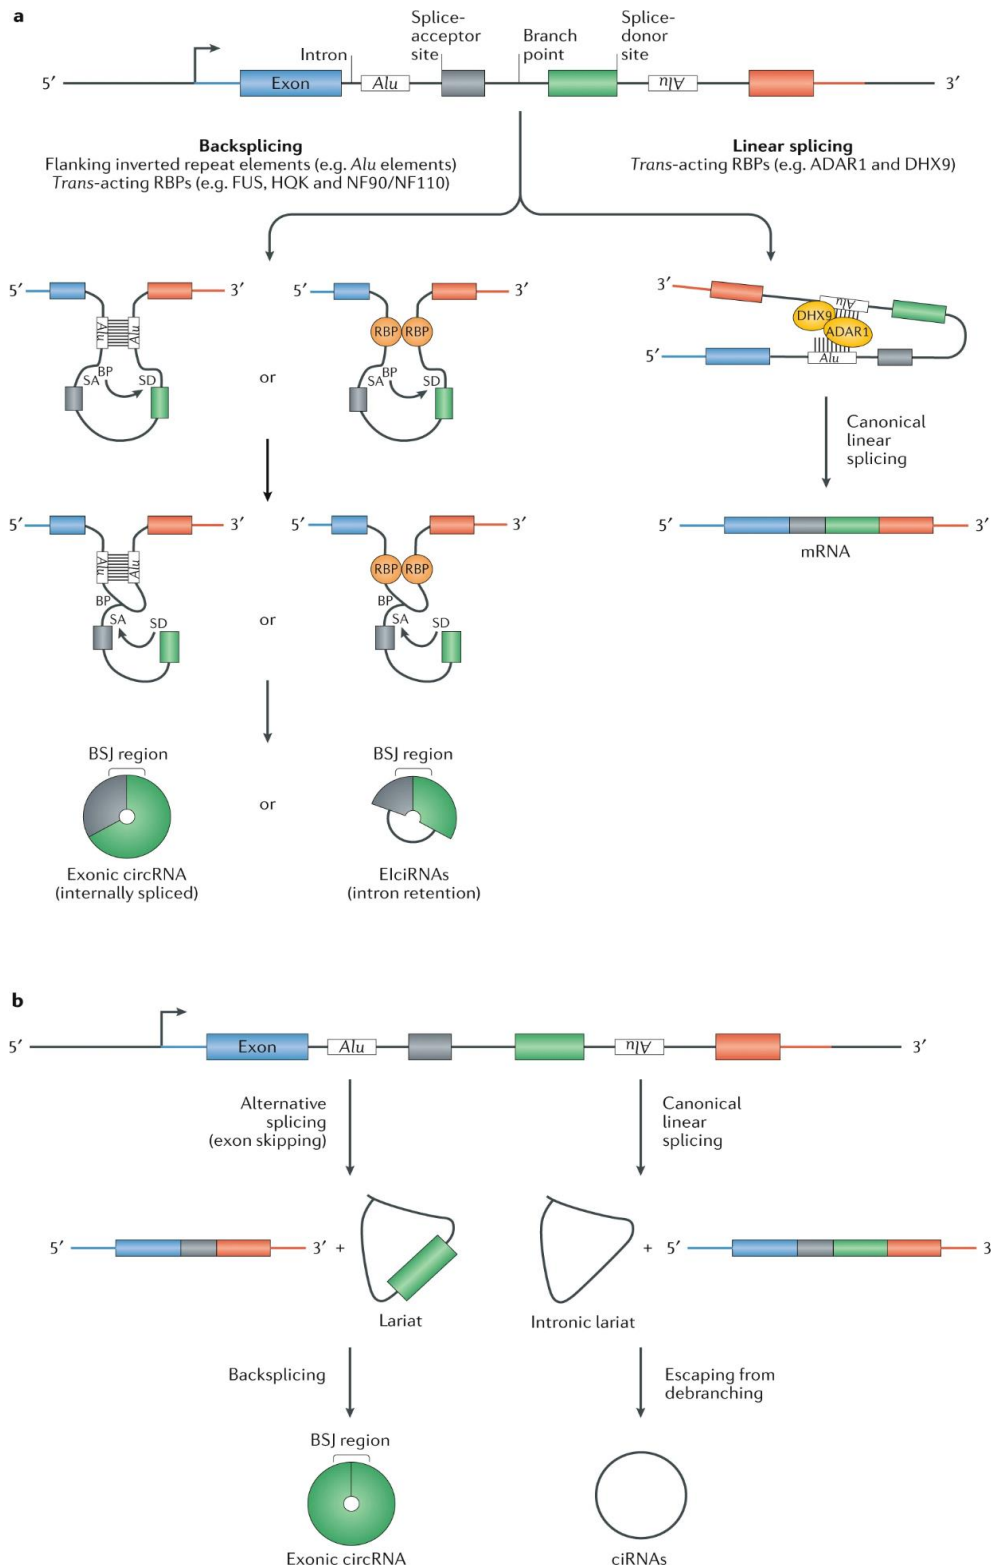 a
Splice-
acceptor
site
Branch
point
Splice-
donor
site
Intron
5′ Exon Alu Alu 3′
Backsplicing
Flanking inverted repeat elements (e.g. Alu elements)
Trans-acting RBPs (e.g. FUS, HQK and NF90/NF110)
Linear splicing
Trans-acting RBPs (e.g. ADAR1 and DHX9)
5′ 3′
Alu Alu
SA BP SD
or
5′ 3′
RBP RBP
SA BP SD
3′
Alu
DHX9
ADAR1
5′
Alu
Canonical
linear
splicing
5′ 3′
mRNA
5′ 3′
Alu Alu
BP
SA SD
or
5′ 3′
RBP RBP
BP
SA SD
BSJ region
Exonic circRNA
(internally spliced)
or
BSJ region
EIciRNAs
(intron retention)
b
5′ Exon Alu Alu 3′
Alternative
splicing
(exon skipping)
Canonical
linear
splicing
5′ 3′ +
Lariat
Intronic lariat
+ 5′ 3
Backsplicing
Escaping from
debranching
BSJ region
Exonic circRNA
ciRNAs